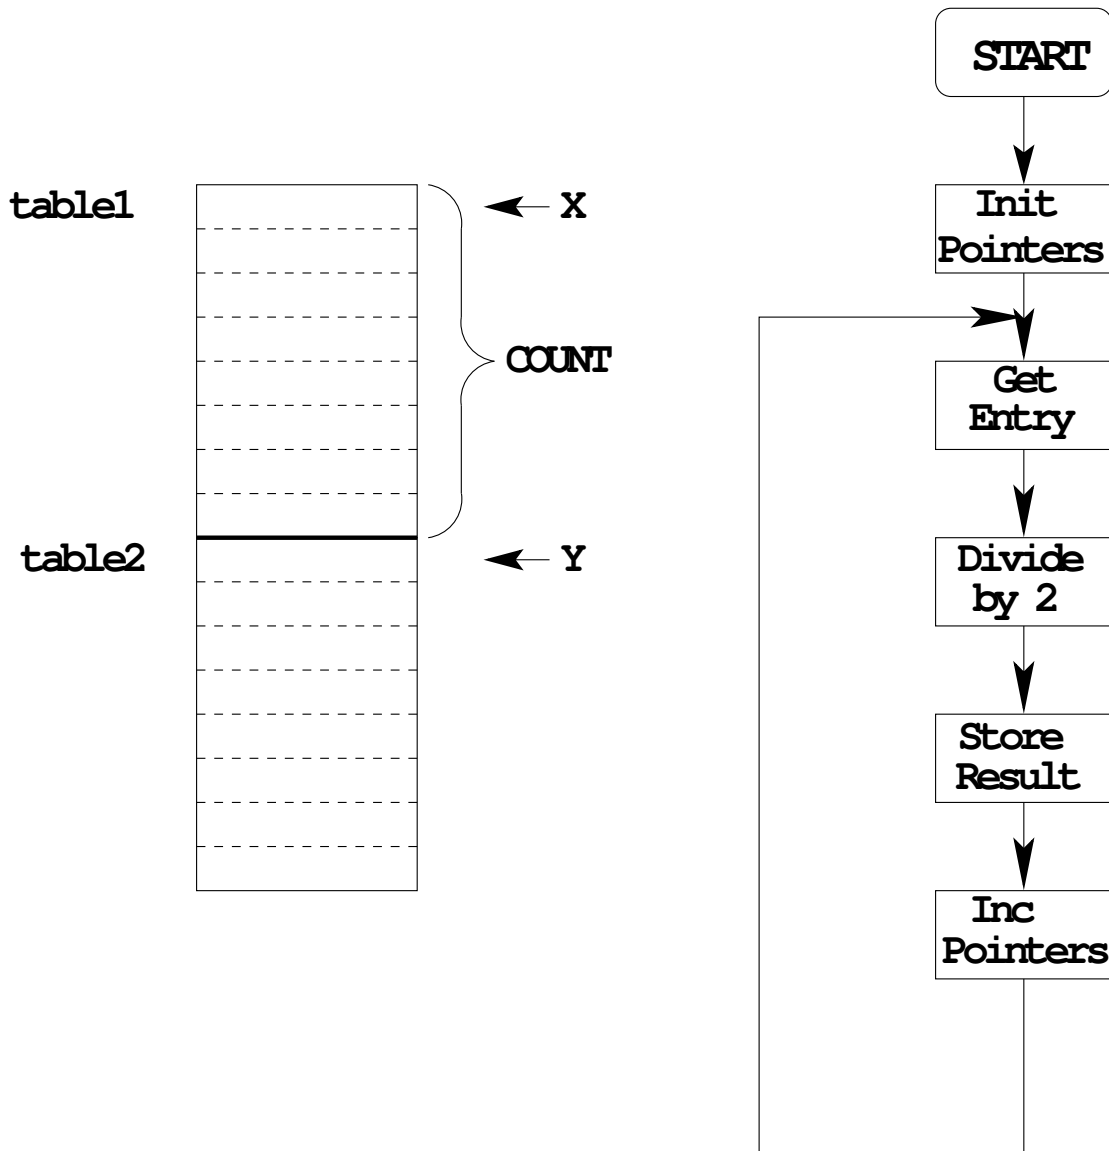 START
table1
X
Init
Pointers
COUNT
Get
Entry
table2
Y
Divide
by 2
Store
Result
Inc
Pointers